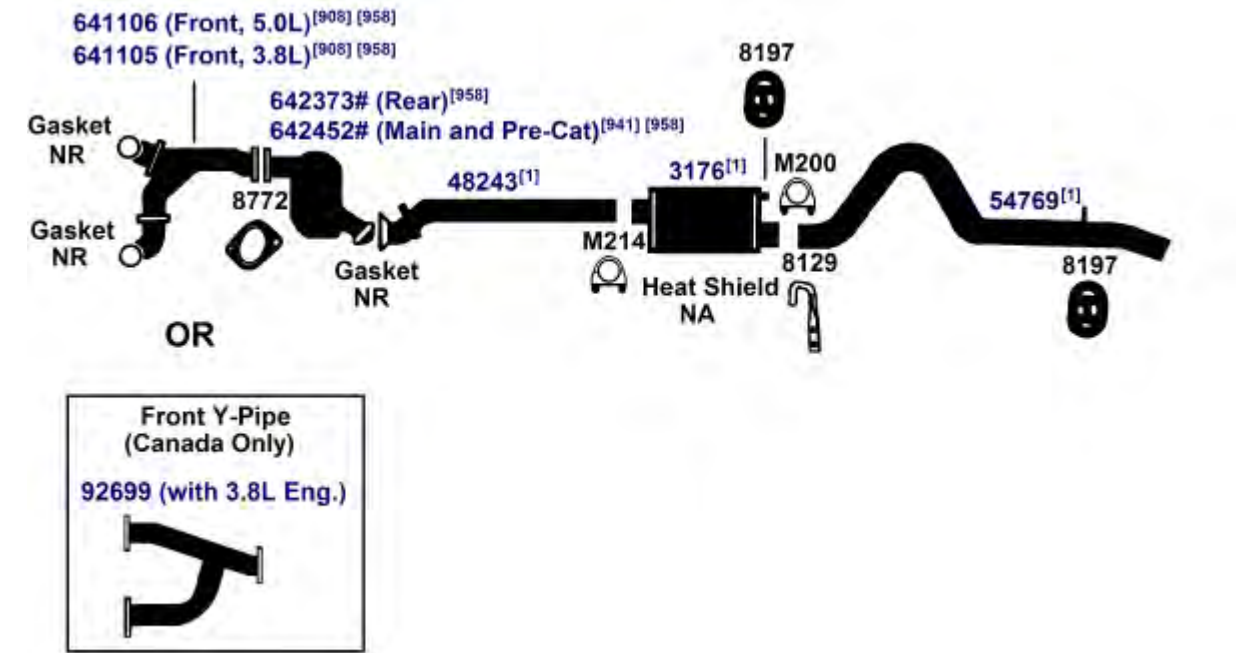 641106 (Front, 5.0L)[908] [958]
641105 (Front, 3.8L)[908] [958]
8197
642373# (Rear)[958]
642452# (Main and Pre-Cat)[941] [958]
Gasket
NR
48243[1]
3176[1]
M200
8772
54769[1]
Gasket
NR
M214
Gasket
NR
8129
8197
Heat Shield
NA
OR
Front Y-Pipe
(Canada Only)
92699 (with 3.8L Eng.)